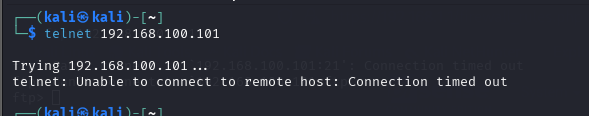 (kali㉿kali)-[~]
$ telnet 192.168.100.101
Trying 192.168.100.101...
telnet: Unable to connect to remote host: Connection timed out
(kali㉿kali)-[~]